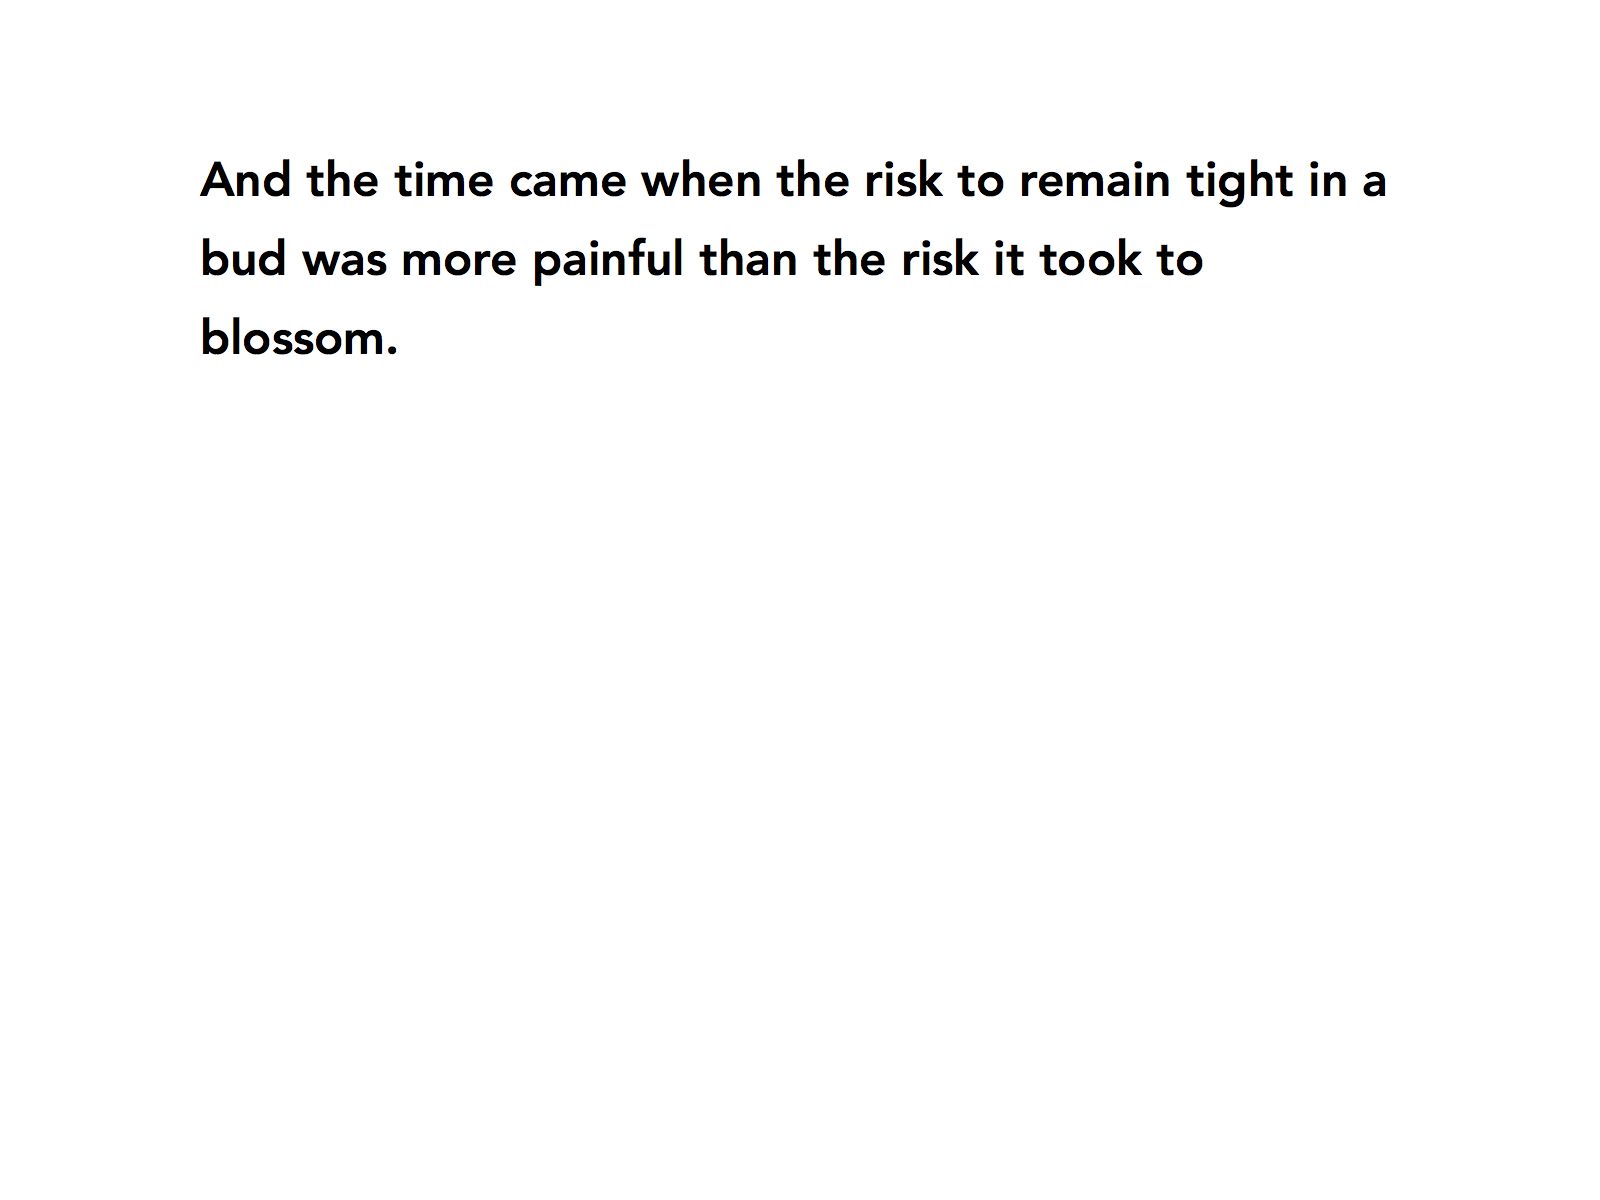 And the time came when the risk to remain tight in a
bud was more painful than the risk it took to
blossom.